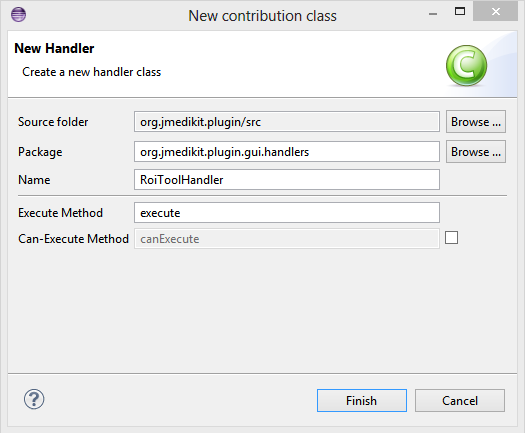 New contribution class
New Handler
Create a new handler class
C
Source folder org.jmedikit.plugin/src Browse ...
Package org.jmedikit.plugin.gui.handlers Browse ...
Name RoiToolHandler
Execute Method execute
Can-Execute Method canExecute
? Finish Cancel